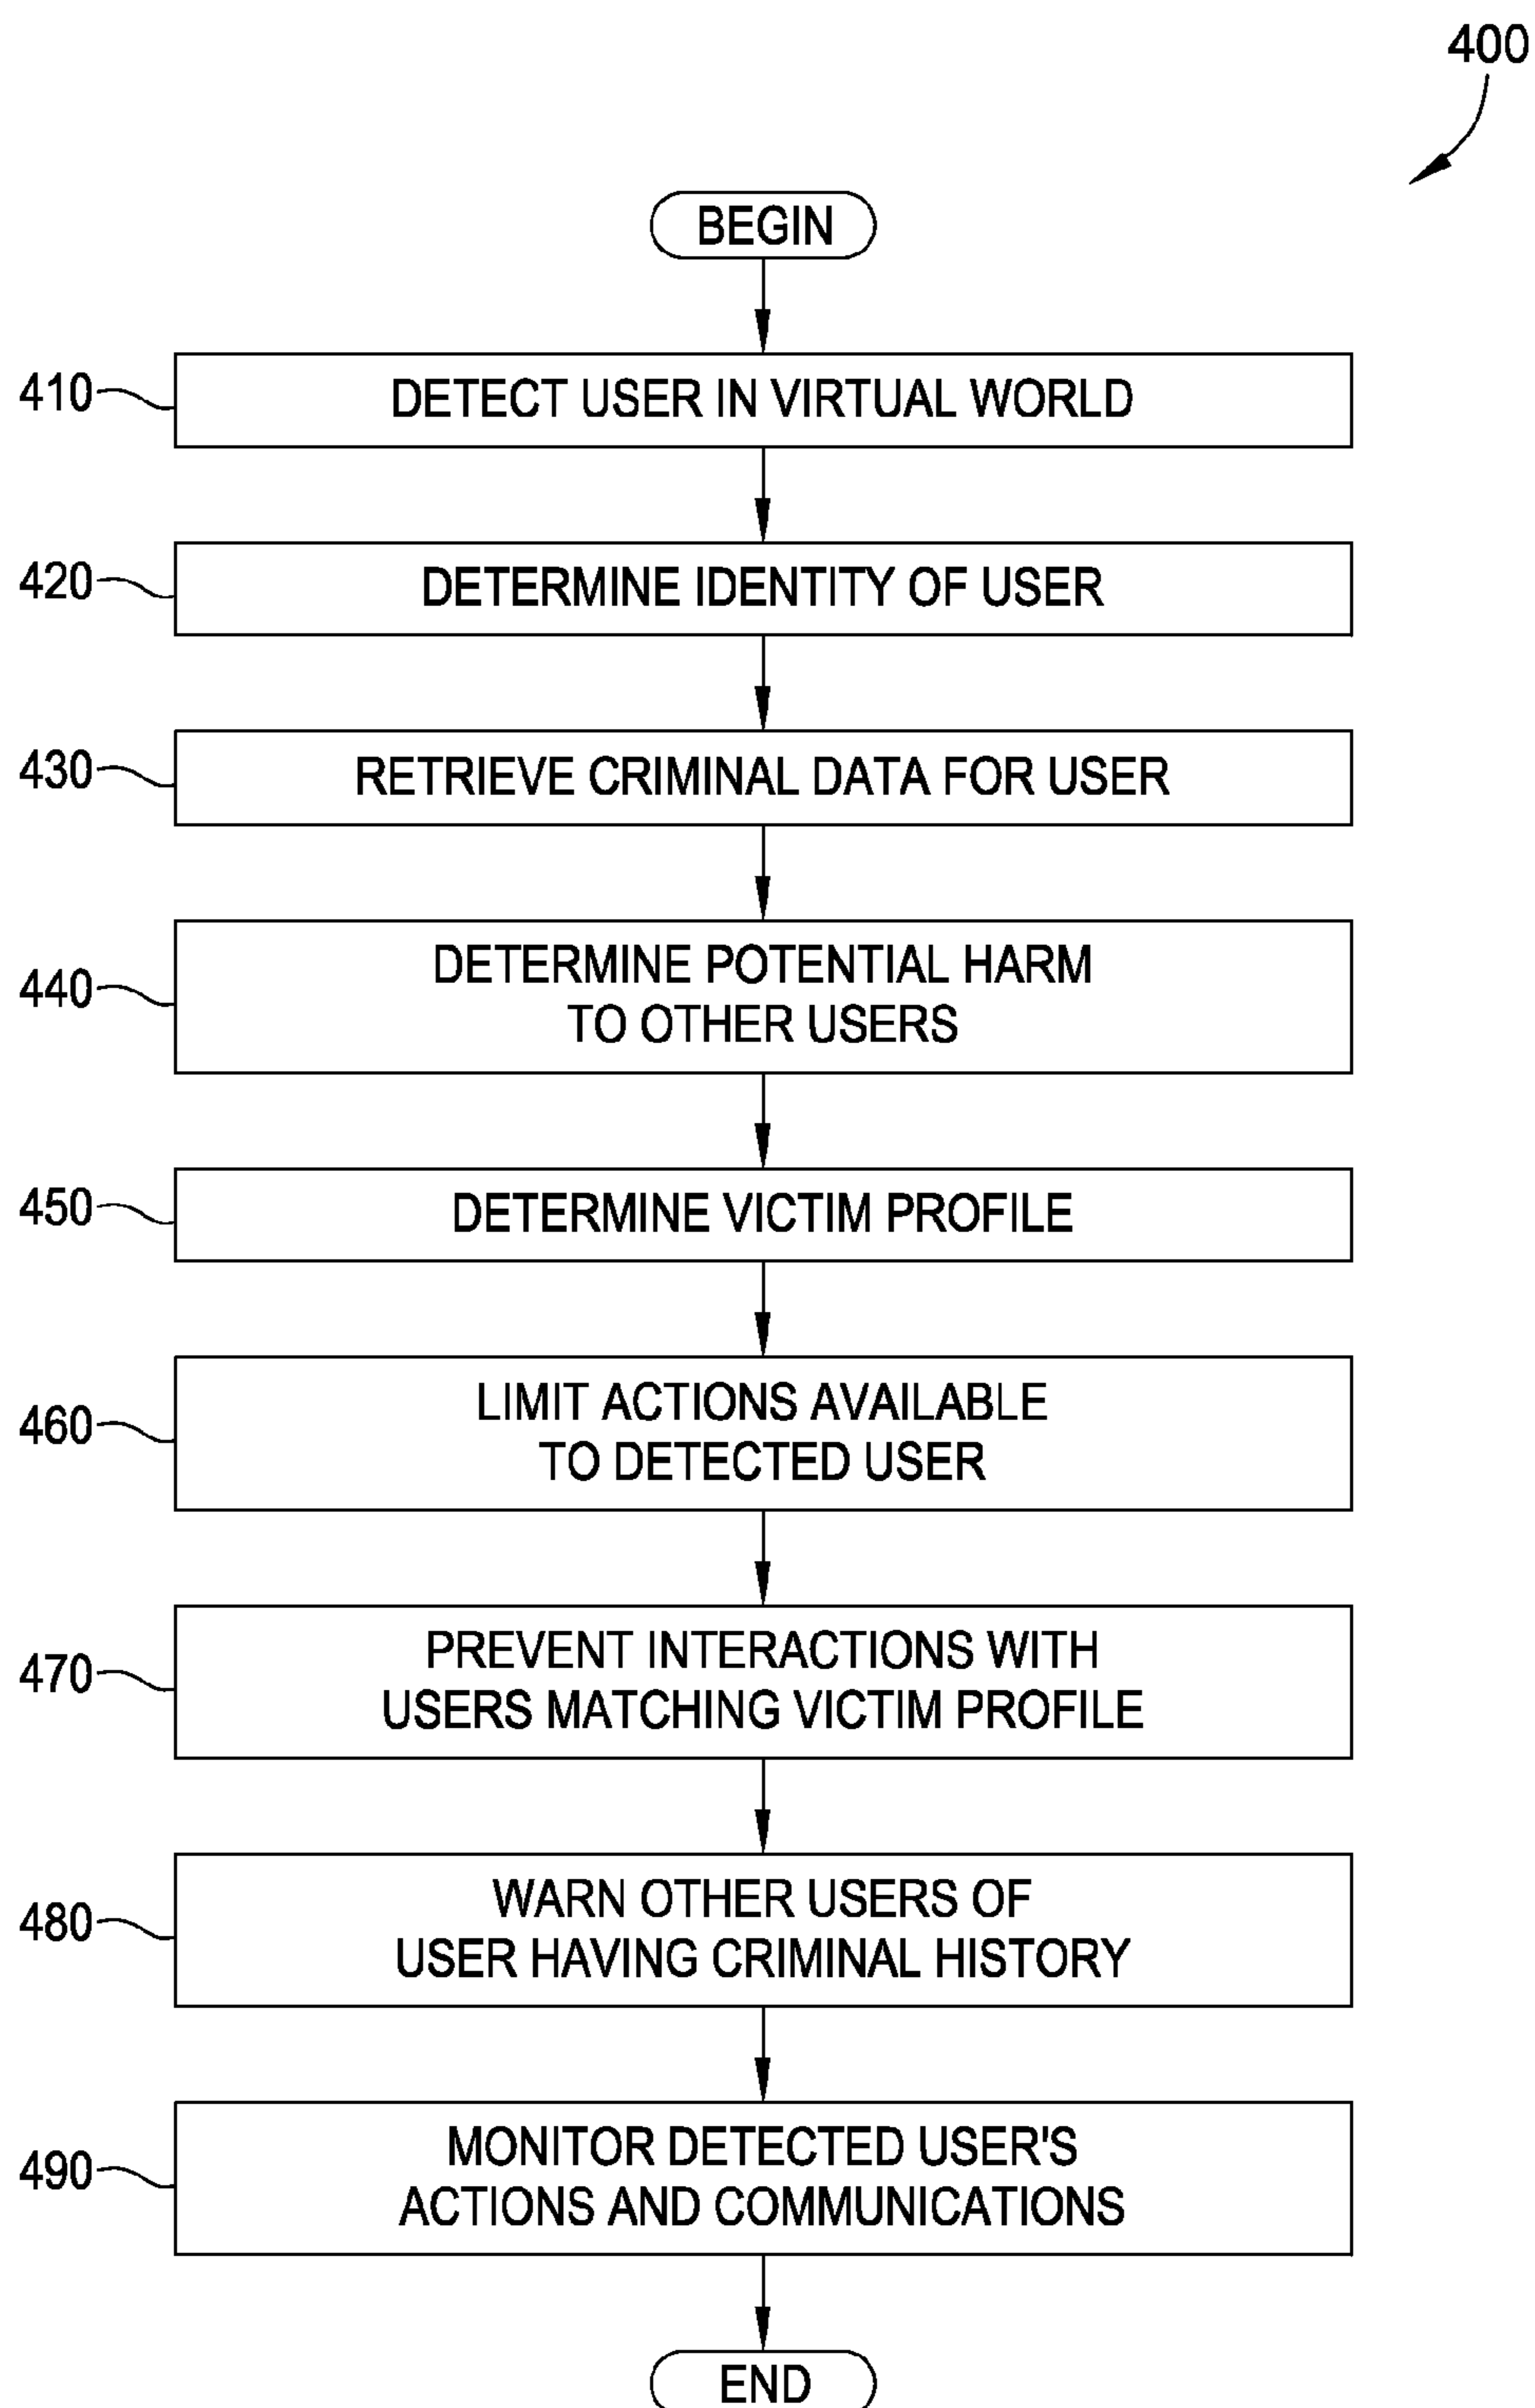 400
BEGIN
410
DETECT USER IN VIRTUAL WORLD
420
DETERMINE IDENTITY OF USER
430
RETRIEVE CRIMINAL DATA FOR USER
440
DETERMINE POTENTIAL HARM
TO OTHER USERS
450
DETERMINE VICTIM PROFILE
460
LIMIT ACTIONS AVAILABLE
TO DETECTED USER
470
PREVENT INTERACTIONS WITH
USERS MATCHING VICTIM PROFILE
480
WARN OTHER USERS OF
USER HAVING CRIMINAL HISTORY
490
MONITOR DETECTED USER'S
ACTIONS AND COMMUNICATIONS
END